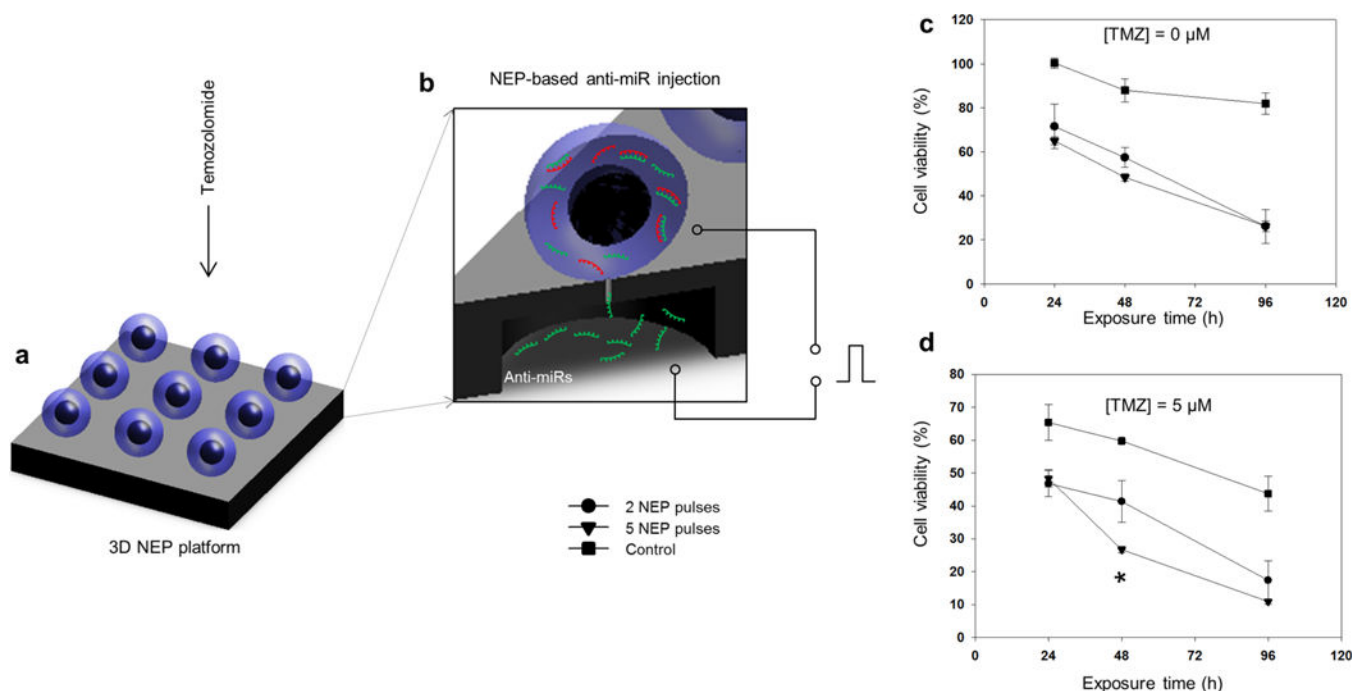 Temozolomide
a
3D NEP platform
b
NEP-based anti-miR injection
Anti-miRs
2 NEP pulses
5 NEP pulses
Control
c
[TMZ] = 0 µM
Cell viability (%)
120
100
80
60
40
20
0
0 24 48 72 96 120
Exposure time (h)
d
[TMZ] = 5 µM
Cell viability (%)
80
70
60
50
40
30
20
10
0
*
0 24 48 72 96 120
Exposure time (h)